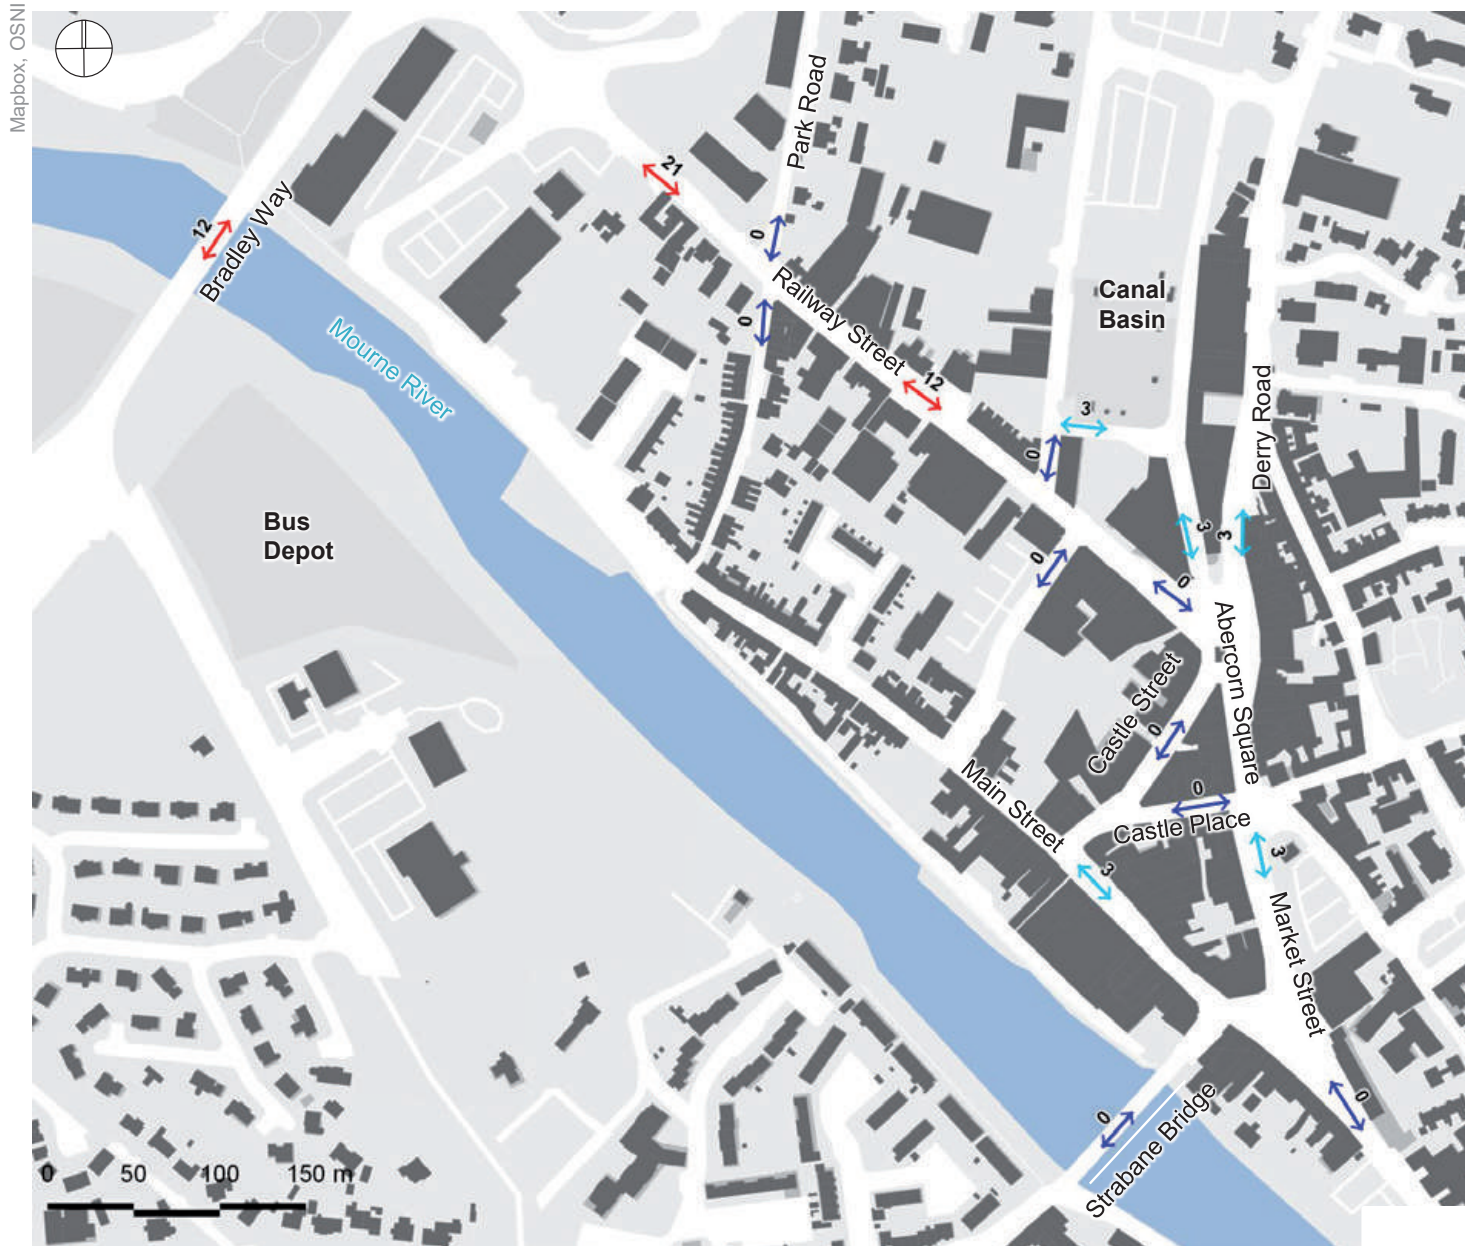 Mapbox, OSNI
Park Road
21
12
Bradley Way
0
0
Railway Street
Canal
Basin
Mourne River
12
3
Derry Road
0
Bus
Depot
3
3
0
0
Abercorn Square
Castle Street
0
Main Street
0
Castle Place
3
3
Market Street
0
0
Strabane Bridge
0 50 100 150 m